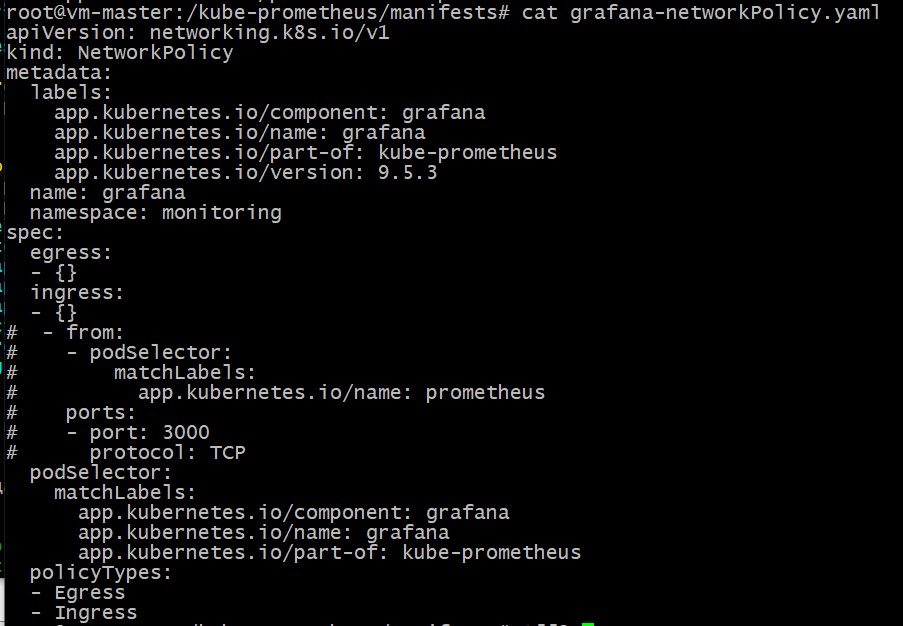 root@vm-master:/kube-prometheus/manifests# cat grafana-networkPolicy.yaml
apiVersion: networking.k8s.io/v1
kind: NetworkPolicy
metadata:
  labels:
    app.kubernetes.io/component: grafana
    app.kubernetes.io/name: grafana
    app.kubernetes.io/part-of: kube-prometheus
    app.kubernetes.io/version: 9.5.3
  name: grafana
  namespace: monitoring
spec:
  egress:
  - {}
  ingress:
  - {}
#  - from:
#    - podSelector:
#        matchLabels:
#          app.kubernetes.io/name: prometheus
#    ports:
#    - port: 3000
#      protocol: TCP
  podSelector:
    matchLabels:
      app.kubernetes.io/component: grafana
      app.kubernetes.io/name: grafana
      app.kubernetes.io/part-of: kube-prometheus
  policyTypes:
  - Egress
  - Ingress